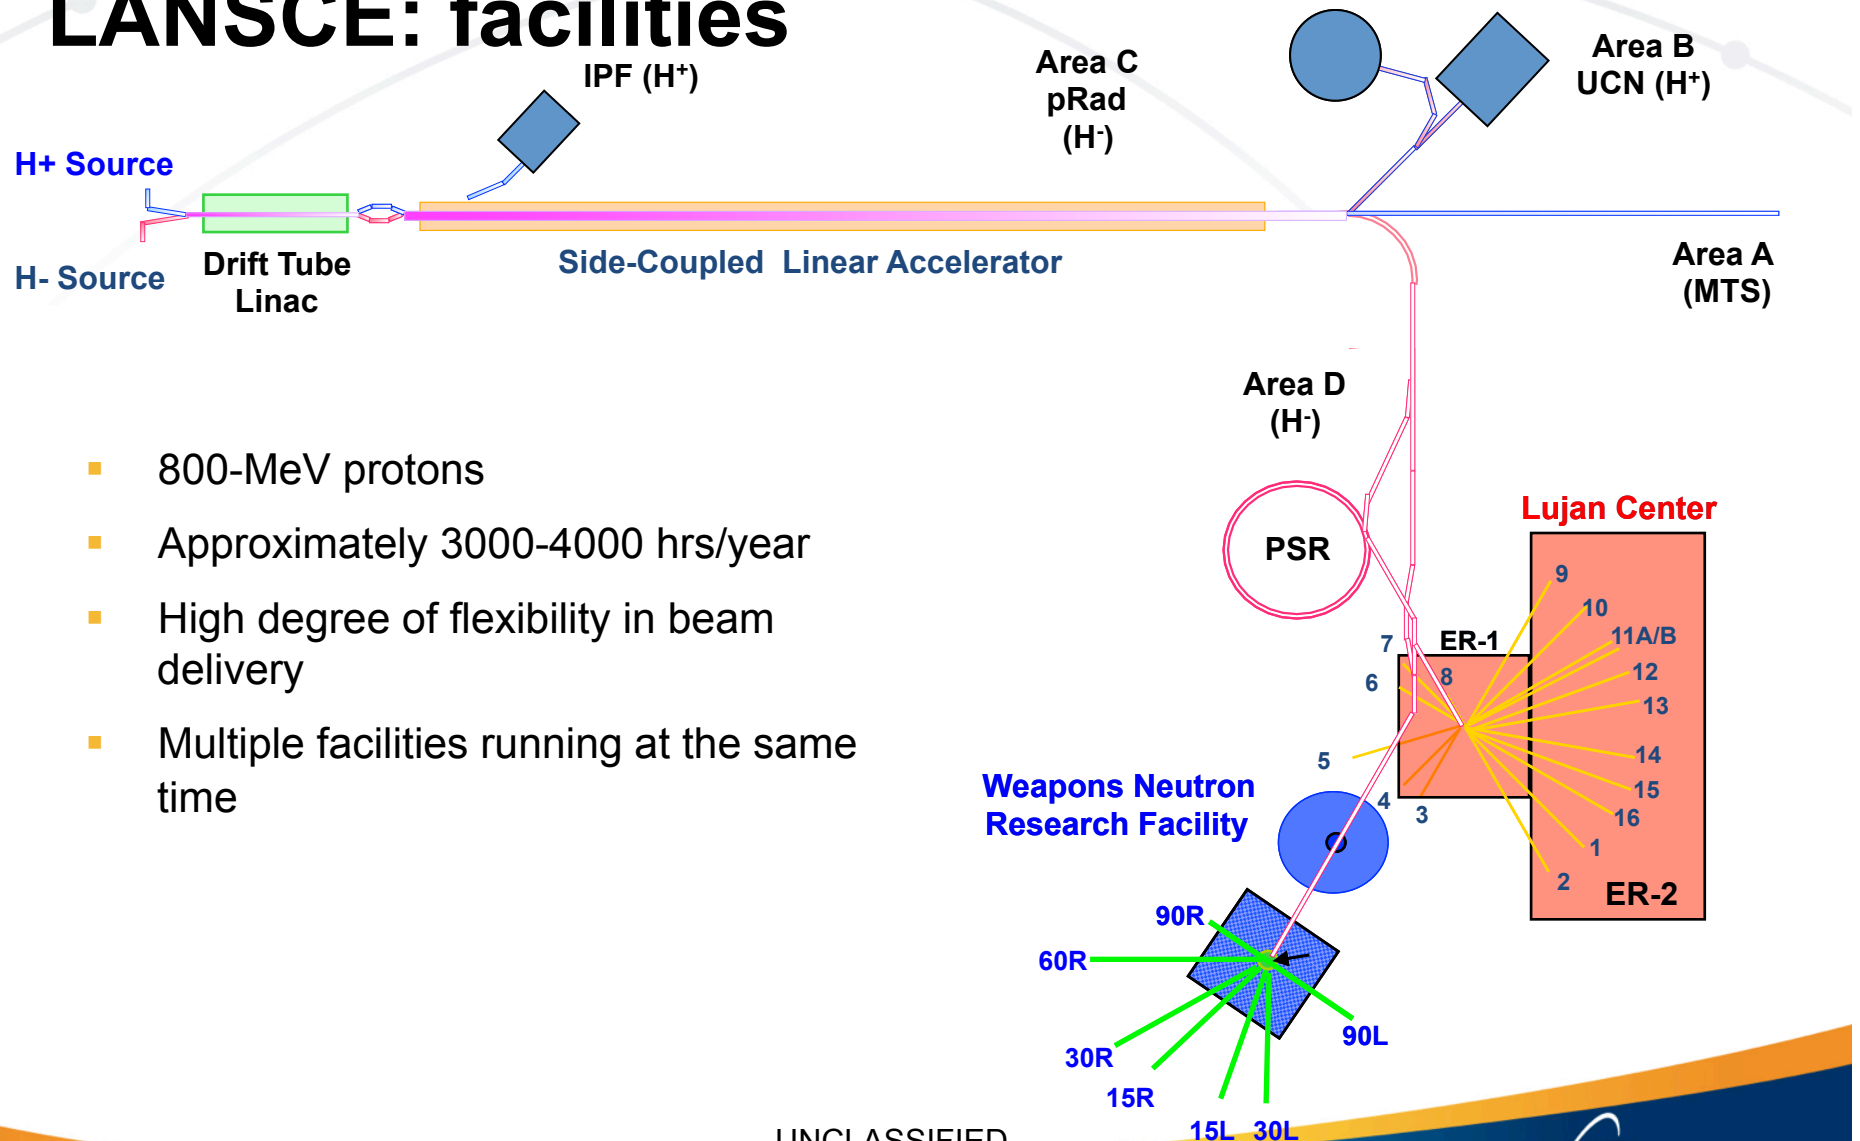 LANSCE: facilities
IPF (H+)
Area C
pRad
(H-)
Area B
UCN (H+)
H+ Source
H- Source
Drift Tube
Linac
Side-Coupled Linear Accelerator
Area A
(MTS)
Area D
(H-)
▪ 800-MeV protons
▪ Approximately 3000-4000 hrs/year
▪ High degree of flexibility in beam
delivery
▪ Multiple facilities running at the same
time
PSR
Lujan Center
9
10
11A/B
12
13
14
15
16
1
2
ER-2
7
ER-1
6
8
5
4
3
Weapons Neutron
Research Facility
90R
60R
30R
15R
15L
30L
90L
UNCLASSIFIED